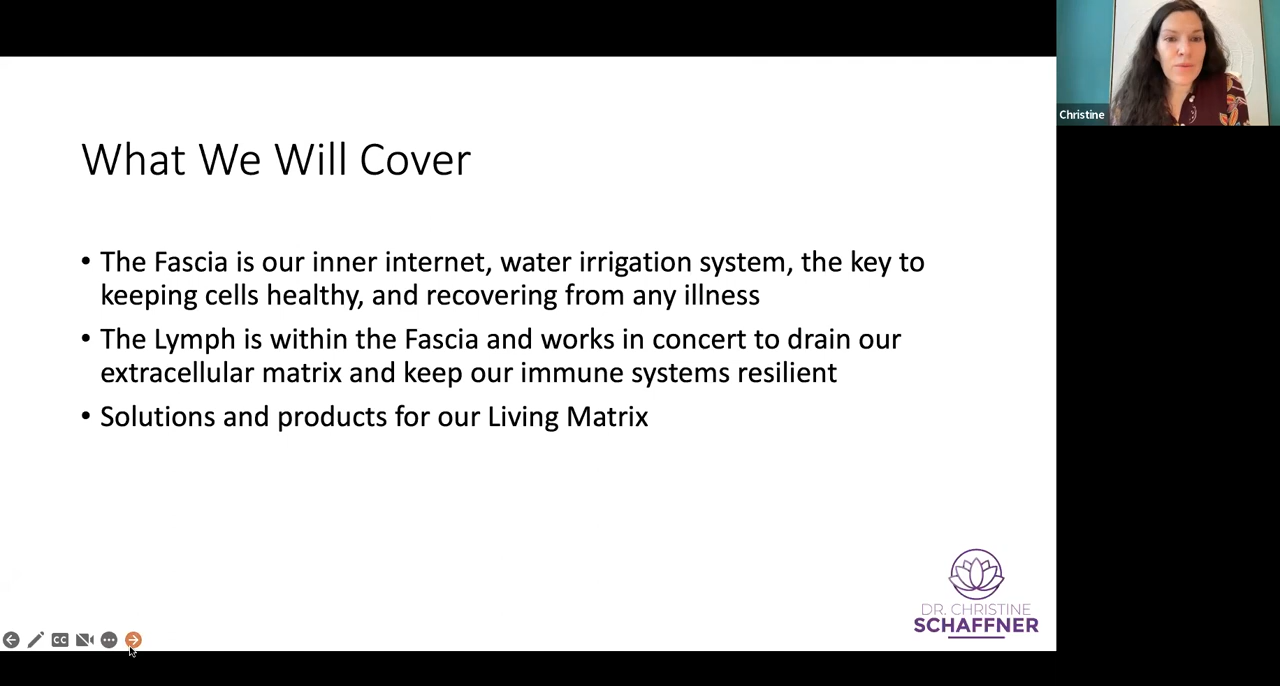 What We Will Cover
• The Fascia is our inner internet, water irrigation system, the key to
keeping cells healthy, and recovering from any illness
• The Lymph is within the Fascia and works in concert to drain our
extracellular matrix and keep our immune systems resilient
• Solutions and products for our Living Matrix
Christine
DR. CHRISTINE
SCHAFFNER
CC